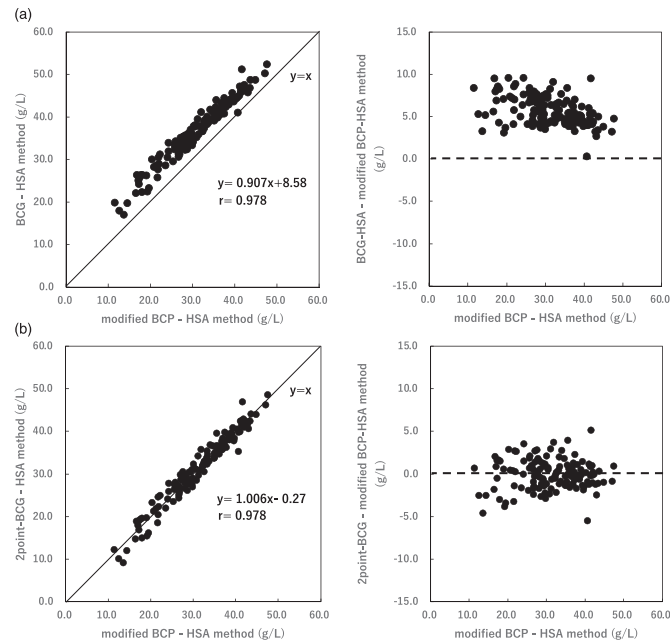 (a)
60.0
50.0
40.0
30.0
20.0
10.0
0.0
BCG - HSA method (g/L)
y=x
y= 0.907x+8.58
r= 0.978
0.0 10.0 20.0 30.0 40.0 50.0 60.0
modified BCP - HSA method (g/L)
15.0
10.0
5.0
0.0
-5.0
-10.0
-15.0
BCG-HSA - modified BCP-HSA method
(g/L)
0.0 10.0 20.0 30.0 40.0 50.0 60.0
modified BCP - HSA method (g/L)
(b)
60.0
50.0
40.0
30.0
20.0
10.0
0.0
2point-BCG - HSA method (g/L)
y=x
y= 1.006x- 0.27
r= 0.978
0.0 10.0 20.0 30.0 40.0 50.0 60.0
modified BCP - HSA method (g/L)
15.0
10.0
5.0
0.0
-5.0
-10.0
-15.0
2point-BCG - modified BCP-HSA method
(g/L)
0.0 10.0 20.0 30.0 40.0 50.0 60.0
modified BCP - HSA method (g/L)